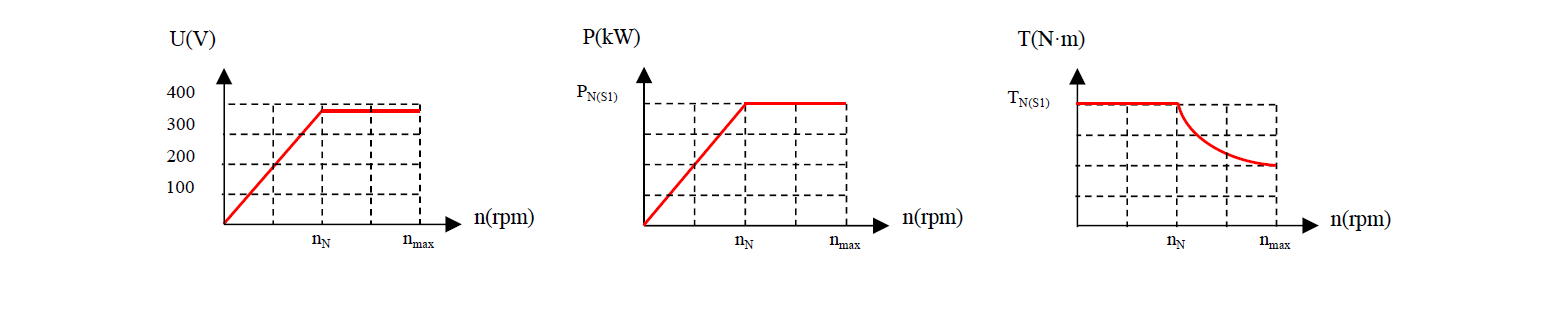 U(V)
400
300
200
100
n(rpm)
nN
nmax
P(kW)
PN(S1)
n(rpm)
nN
nmax
T(N·m)
TN(S1)
n(rpm)
nN
nmax